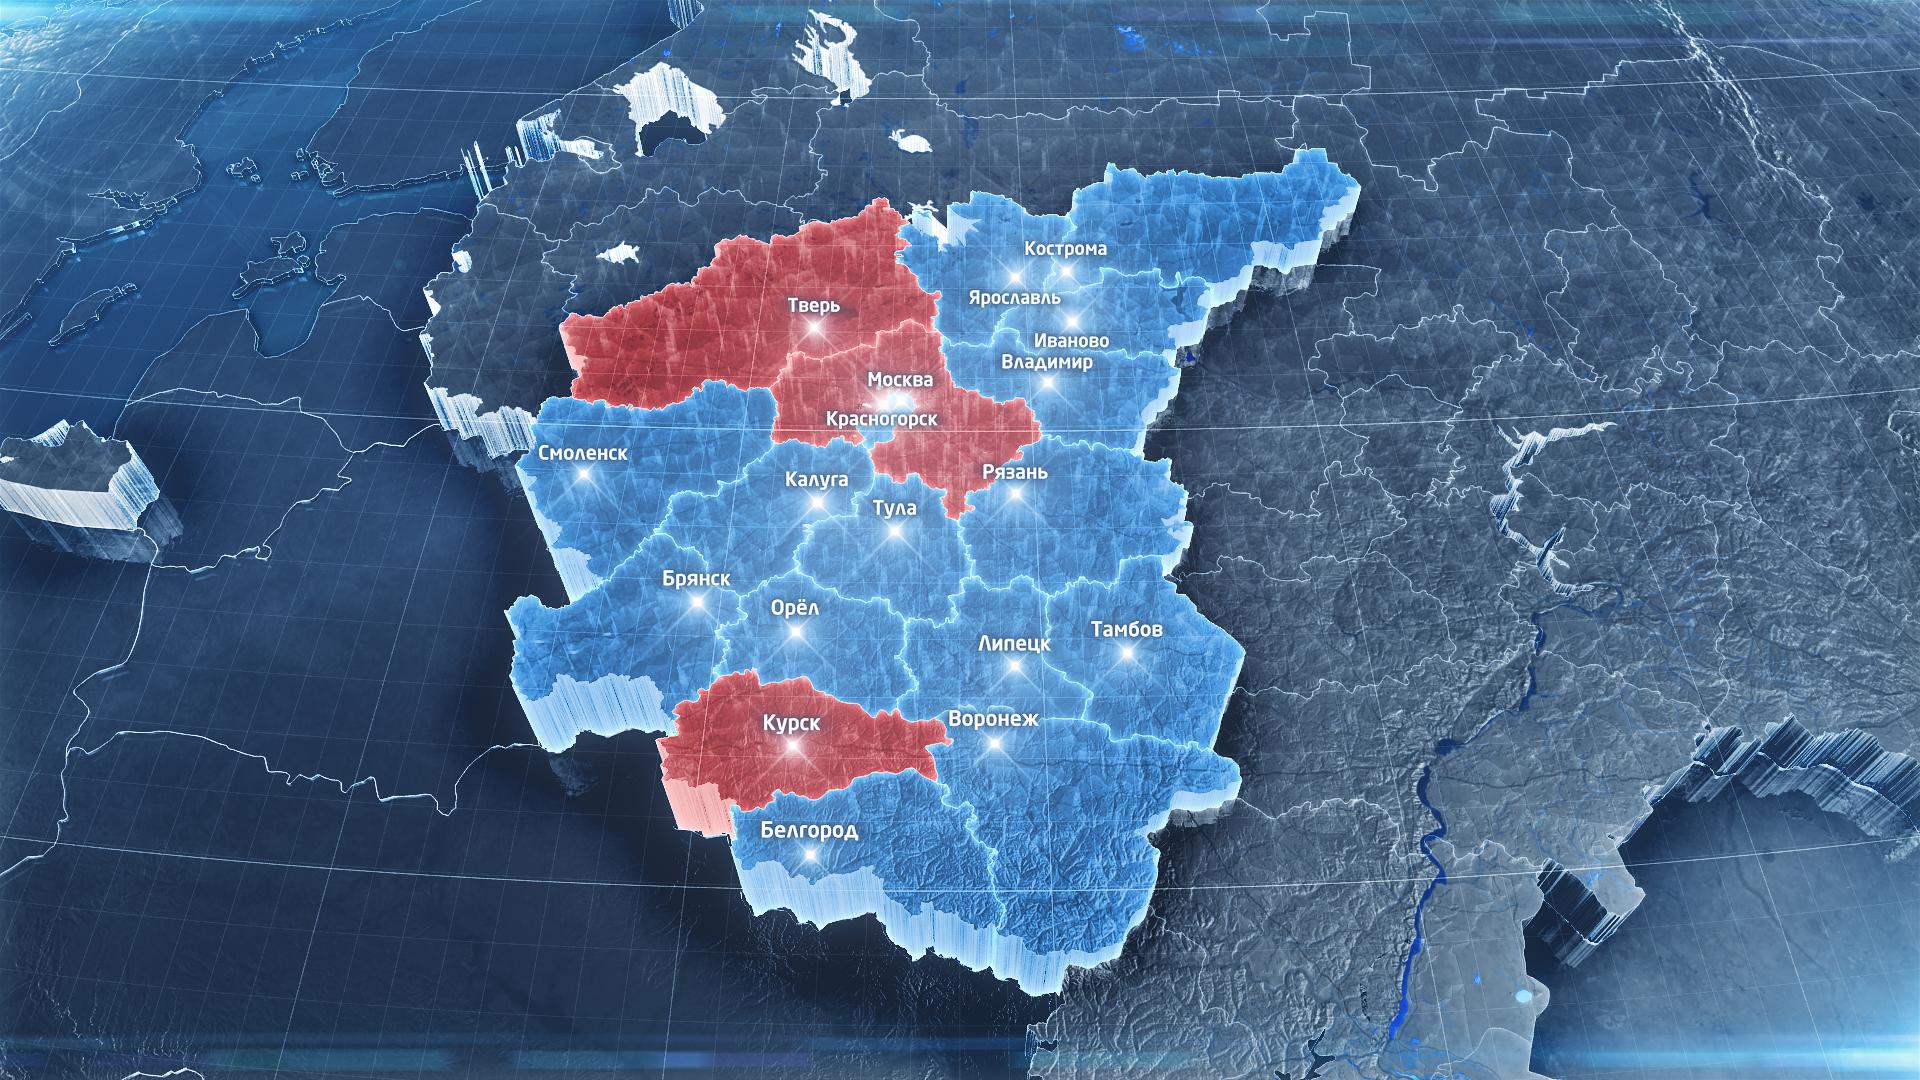 Кострома
Ярославль
Тверь
Иваново
Владимир
Москва
Красногорск
Смоленск
Калуга
Рязань
Тула
Брянск
Орёл
Тамбов
Липецк
Курск
Воронеж
Белгород